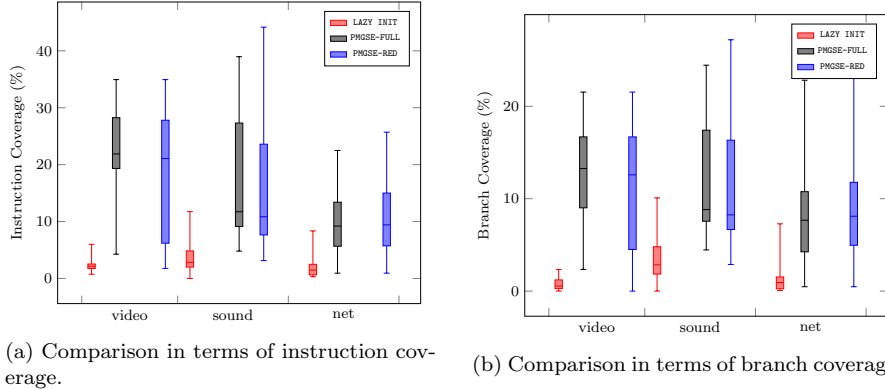 LAZY INIT
PMGSE-FULL
PMGSE-RED
Instruction Coverage (%)
40
30
20
10
0
video sound net
(a) Comparison in terms of instruction cov-
erage.
LAZY INIT
PMGSE-FULL
PMGSE-RED
Branch Coverage (%)
20
10
0
video sound net
(b) Comparison in terms of branch coverag